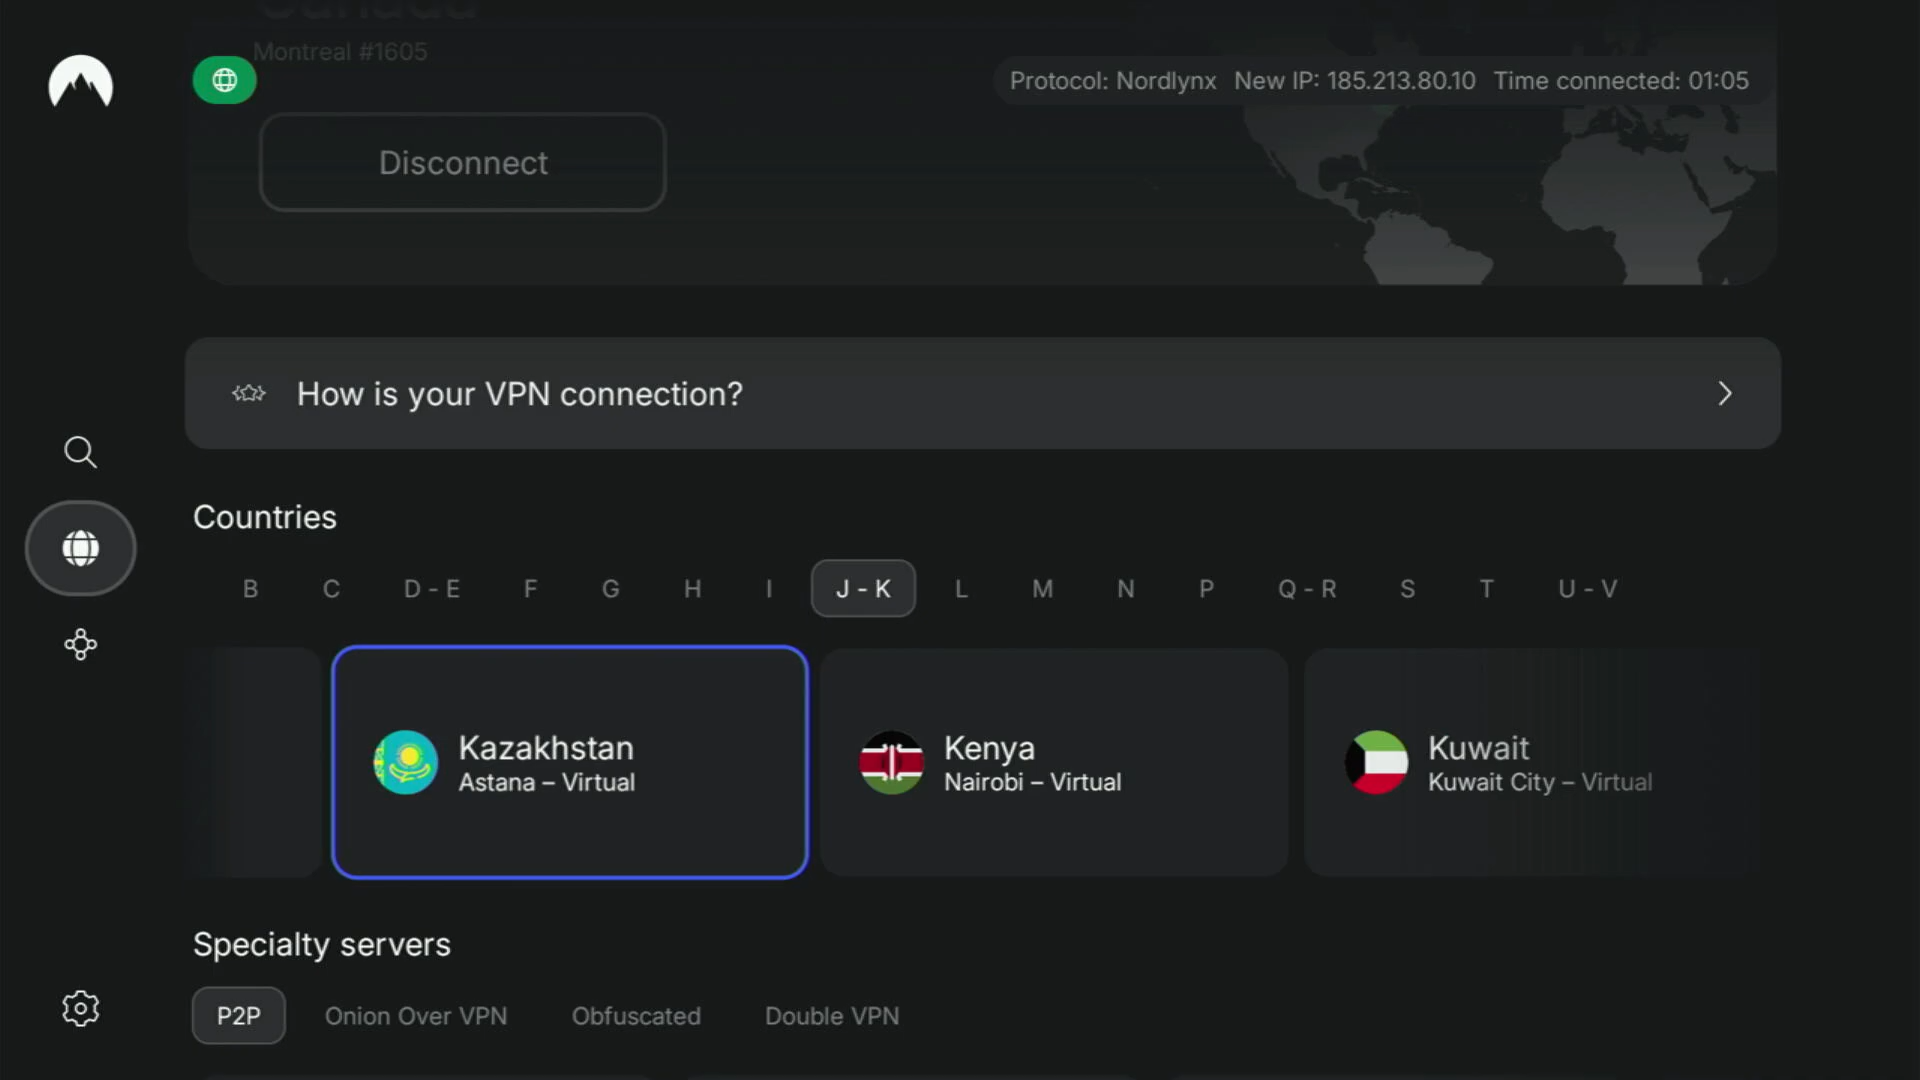 Canada
Montreal #1605
Protocol: Nordlynx New IP: 185.213.80.10 Time connected: 01:05
Disconnect
How is your VPN connection?
Countries
B C D - E F G H I J - K L M N P Q - R S T U - V
Kazakhstan
Astana – Virtual
Kenya
Nairobi – Virtual
Kuwait
Kuwait City – Virtual
Specialty servers
P2P Onion Over VPN Obfuscated Double VPN